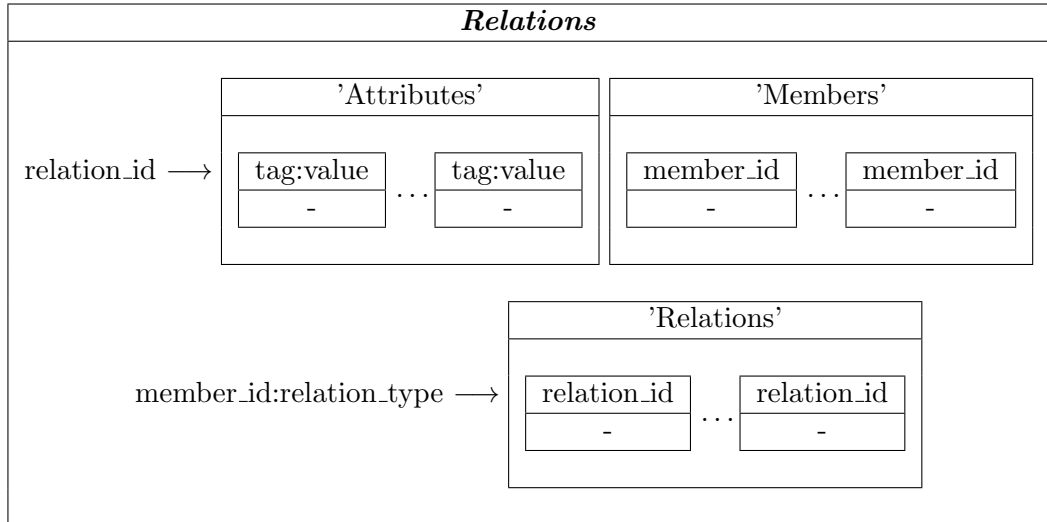 Relations
'Attributes' 'Members'
relation_id ⟶ tag:value ... tag:value member_id ... member_id
- - - -
'Relations'
member_id:relation_type ⟶ relation_id ... relation_id
- -